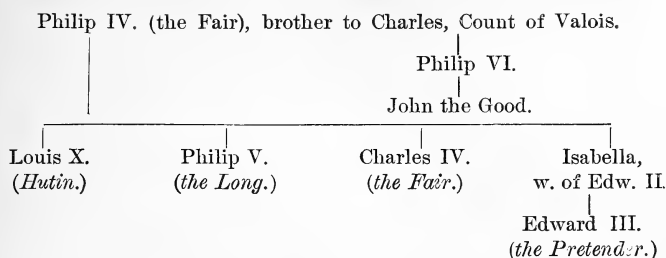 Philip IV. (the Fair), brother to Charles, Count of Valois.
Philip VI.
John the Good.
Louis X. Philip V. Charles IV. Isabella,
(Hutin.) (the Long.) (the Fair.) w. of Edw. II.
Edward III.
(the Pretender.)